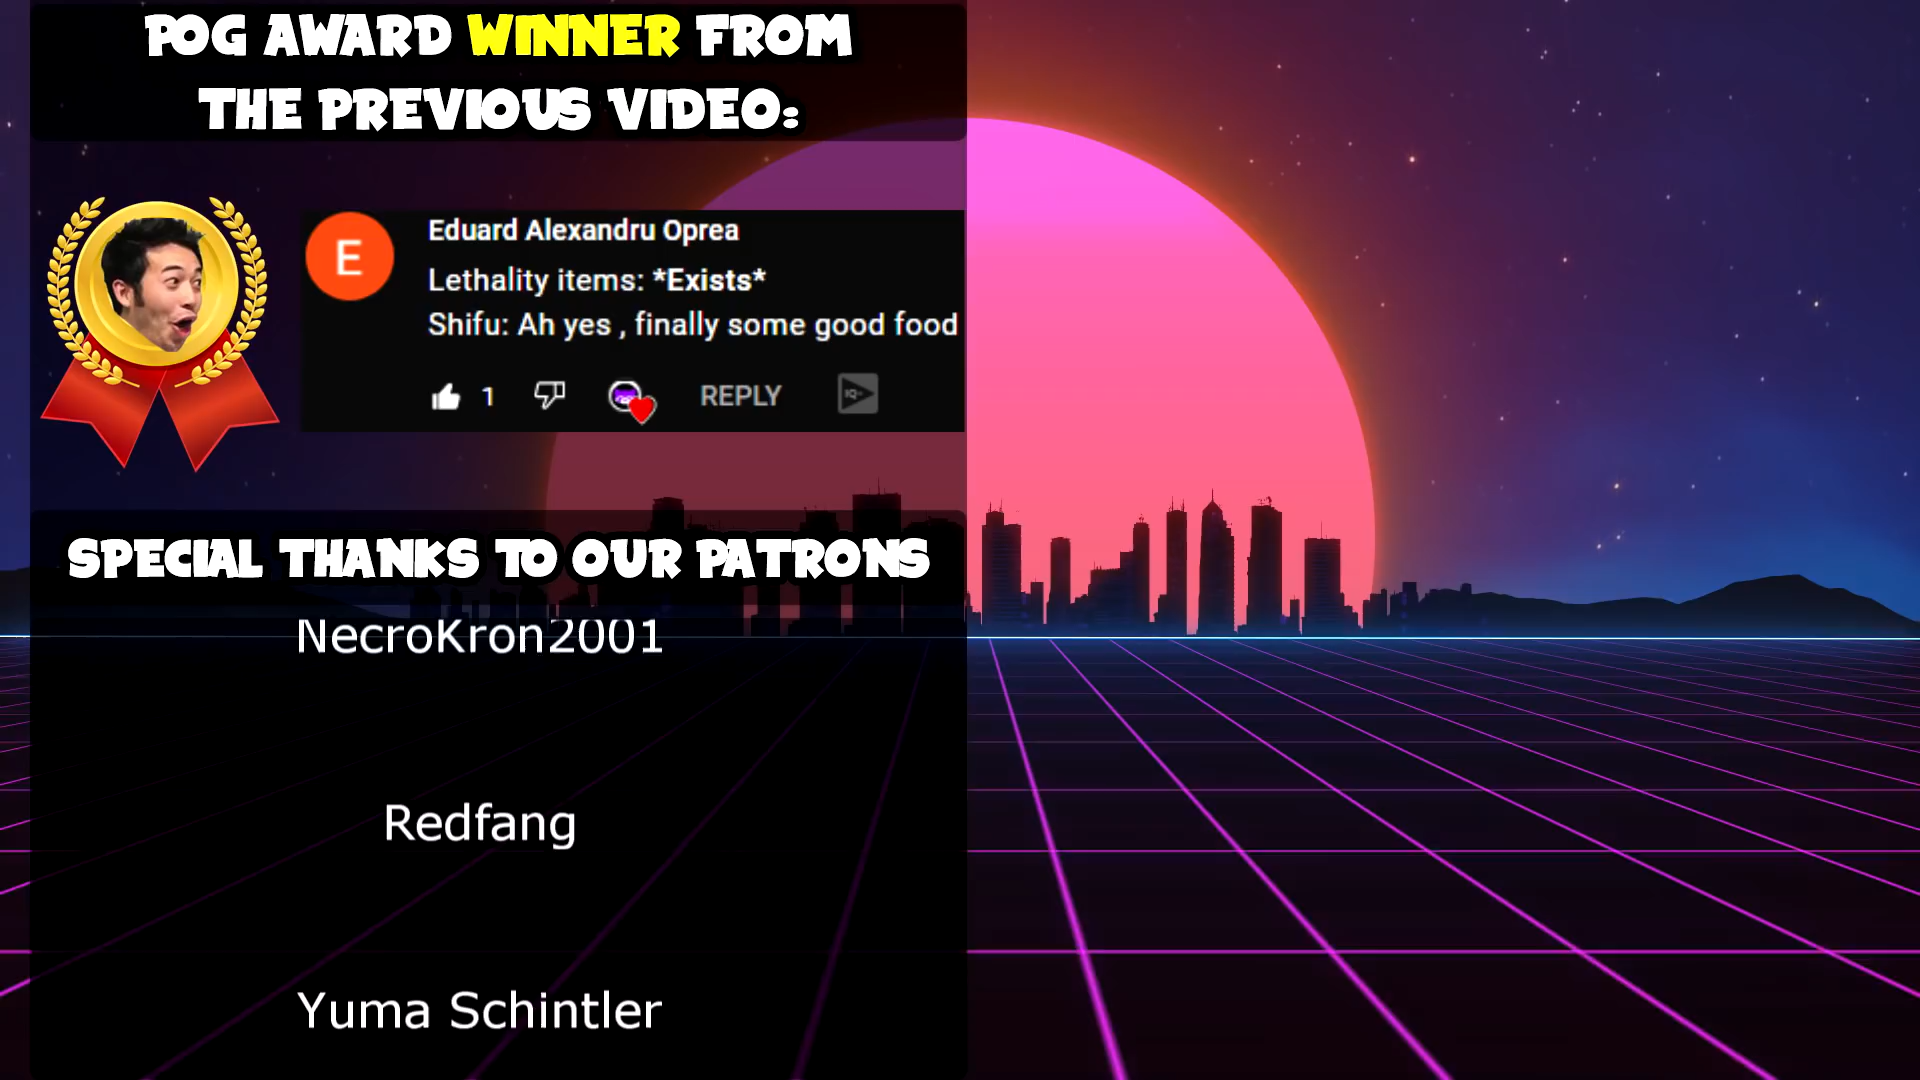 POG AWARD WINNER FROM
THE PREVIOUS VIDEO:
E
Eduard Alexandru Oprea
Lethality items: *Exists*
Shifu: Ah yes , finally some good food
1
REPLY
SPECIAL THANKS TO OUR PATRONS
NecroKron2001
Redfang
Yuma Schintler